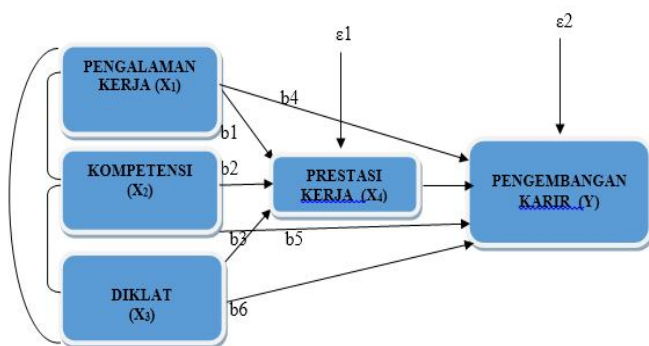 ε1
ε2
PENGALAMAN
KERJA (X1)
b4
b1
KOMPETENSI
(X2)
b2
PRESTASI
KERJA (X4)
PENGEMBANGAN
KARIR (Y)
b3
b5
DIKLAT
(X3)
b6